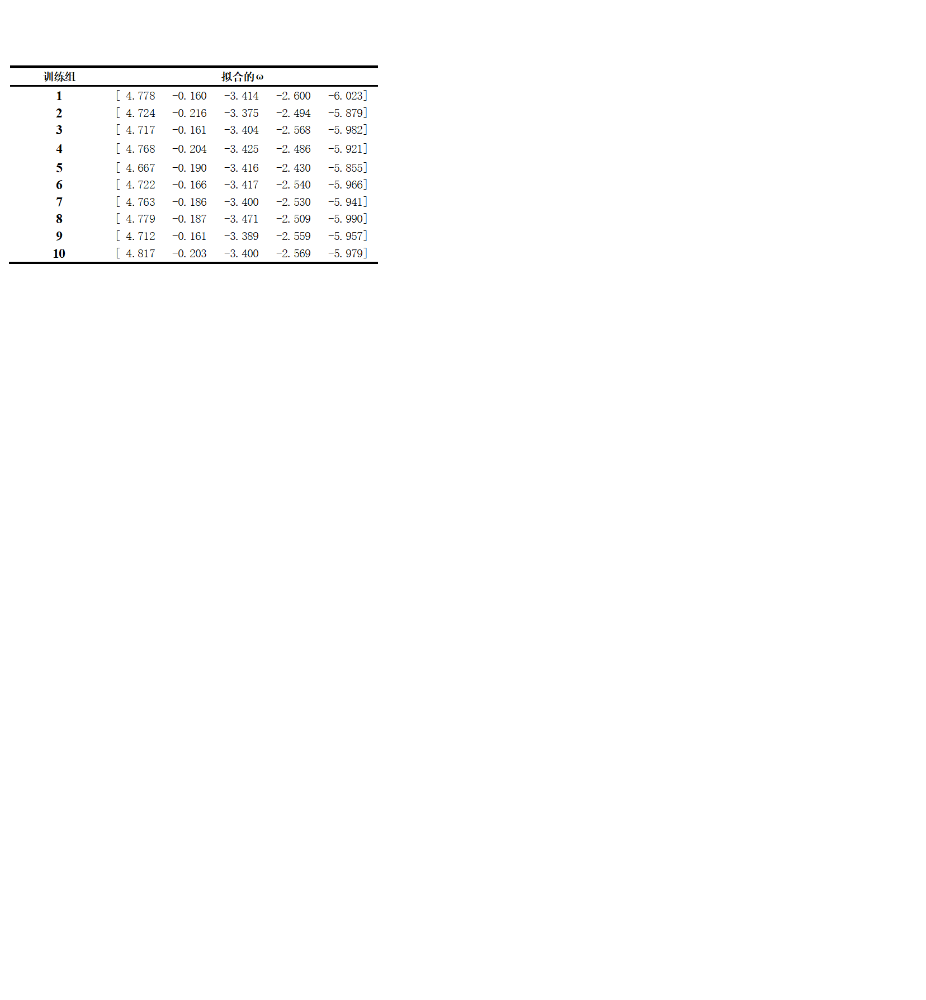 训练组 拟合的ω
1 [ 4.778 -0.160 -3.414 -2.600 -6.023]
2 [ 4.724 -0.216 -3.375 -2.494 -5.879]
3 [ 4.717 -0.161 -3.404 -2.568 -5.982]
4 [ 4.768 -0.204 -3.425 -2.486 -5.921]
5 [ 4.667 -0.190 -3.416 -2.430 -5.855]
6 [ 4.722 -0.166 -3.417 -2.540 -5.966]
7 [ 4.763 -0.186 -3.400 -2.530 -5.941]
8 [ 4.779 -0.187 -3.471 -2.509 -5.990]
9 [ 4.712 -0.161 -3.389 -2.559 -5.957]
10 [ 4.817 -0.203 -3.400 -2.569 -5.979]